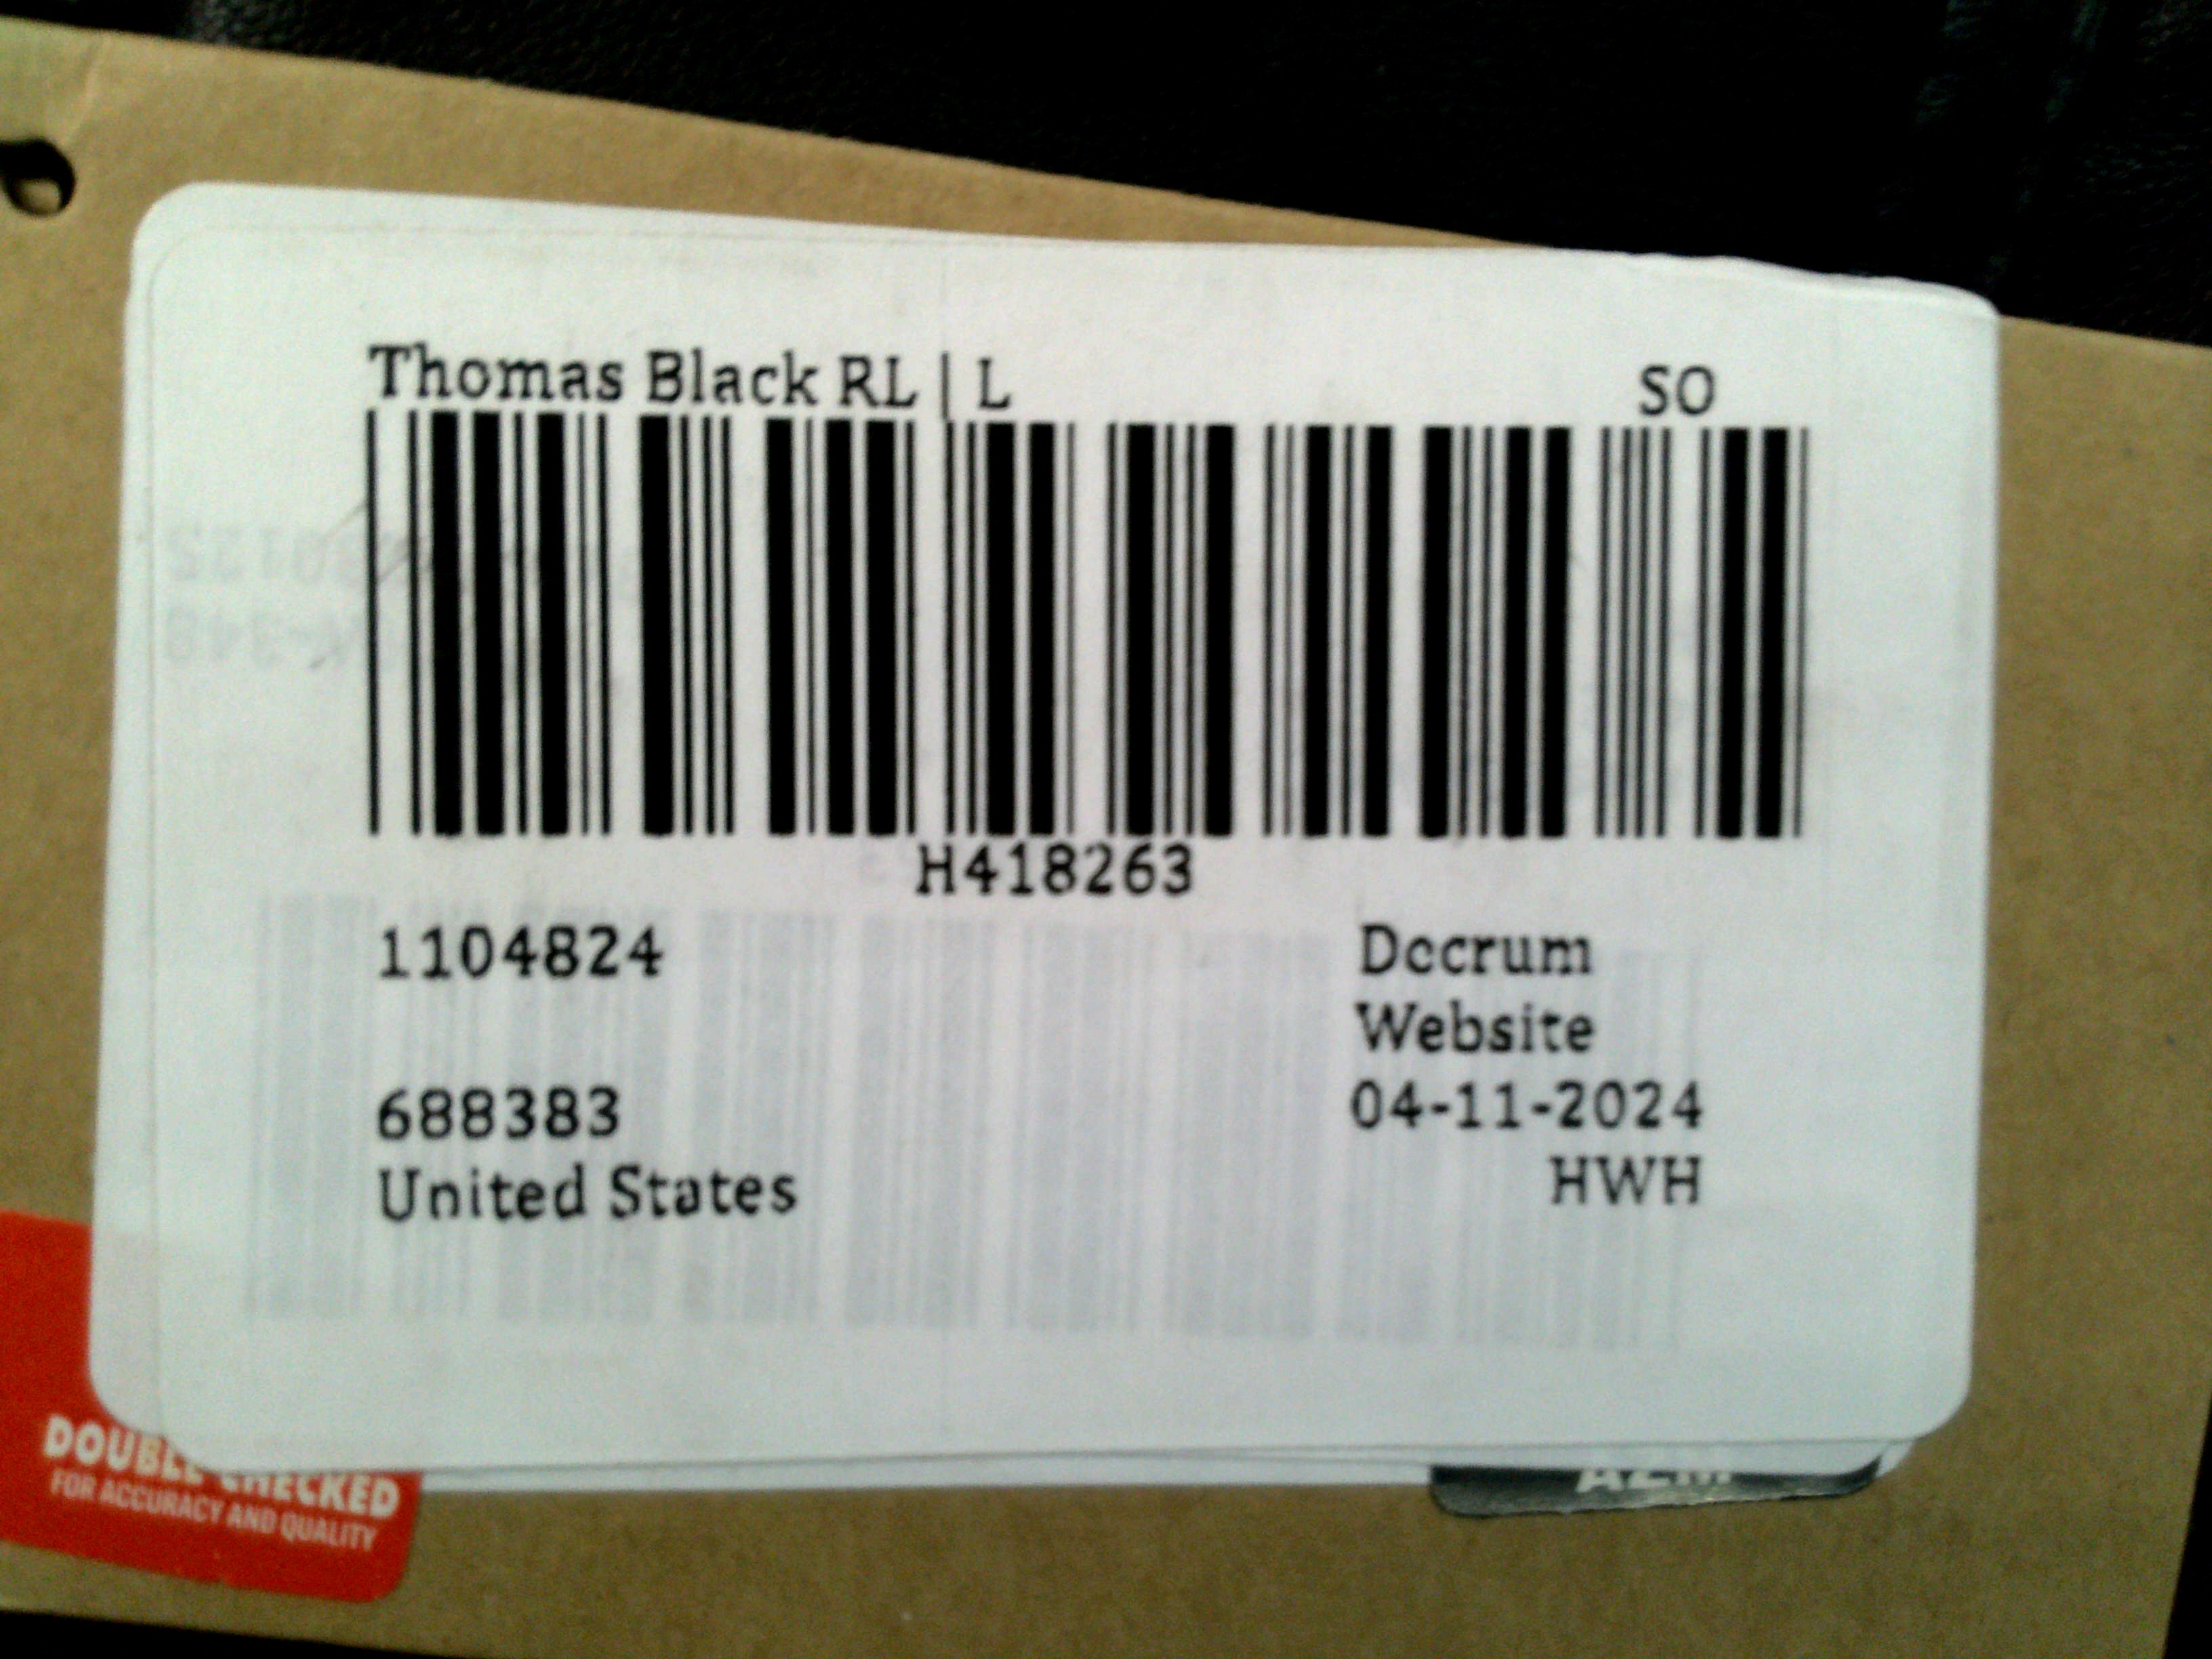 Thomas Black RL | L
SO
H418263
1104824
Decrum
Website
688383
04-11-2024
United States
HWH
DOUBLE CHECKED
FOR ACCURACY AND QUALITY